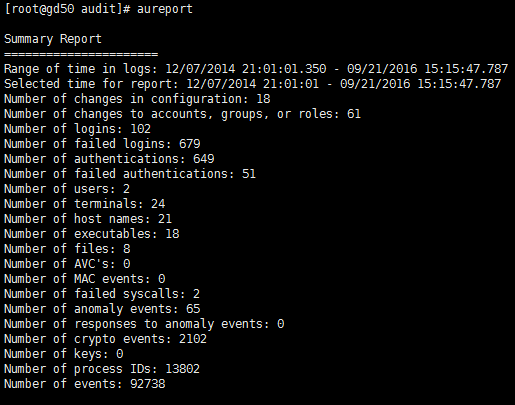 [root@gd50 audit]# aureport
Summary Report
======================
Range of time in logs: 12/07/2014 21:01:01.350 - 09/21/2016 15:15:47.787
Selected time for report: 12/07/2014 21:01:01 - 09/21/2016 15:15:47.787
Number of changes in configuration: 18
Number of changes to accounts, groups, or roles: 61
Number of logins: 102
Number of failed logins: 679
Number of authentications: 649
Number of failed authentications: 51
Number of users: 2
Number of terminals: 24
Number of host names: 21
Number of executables: 18
Number of files: 8
Number of AVC's: 0
Number of MAC events: 0
Number of failed syscalls: 2
Number of anomaly events: 65
Number of responses to anomaly events: 0
Number of crypto events: 2102
Number of keys: 0
Number of process IDs: 13802
Number of events: 92738